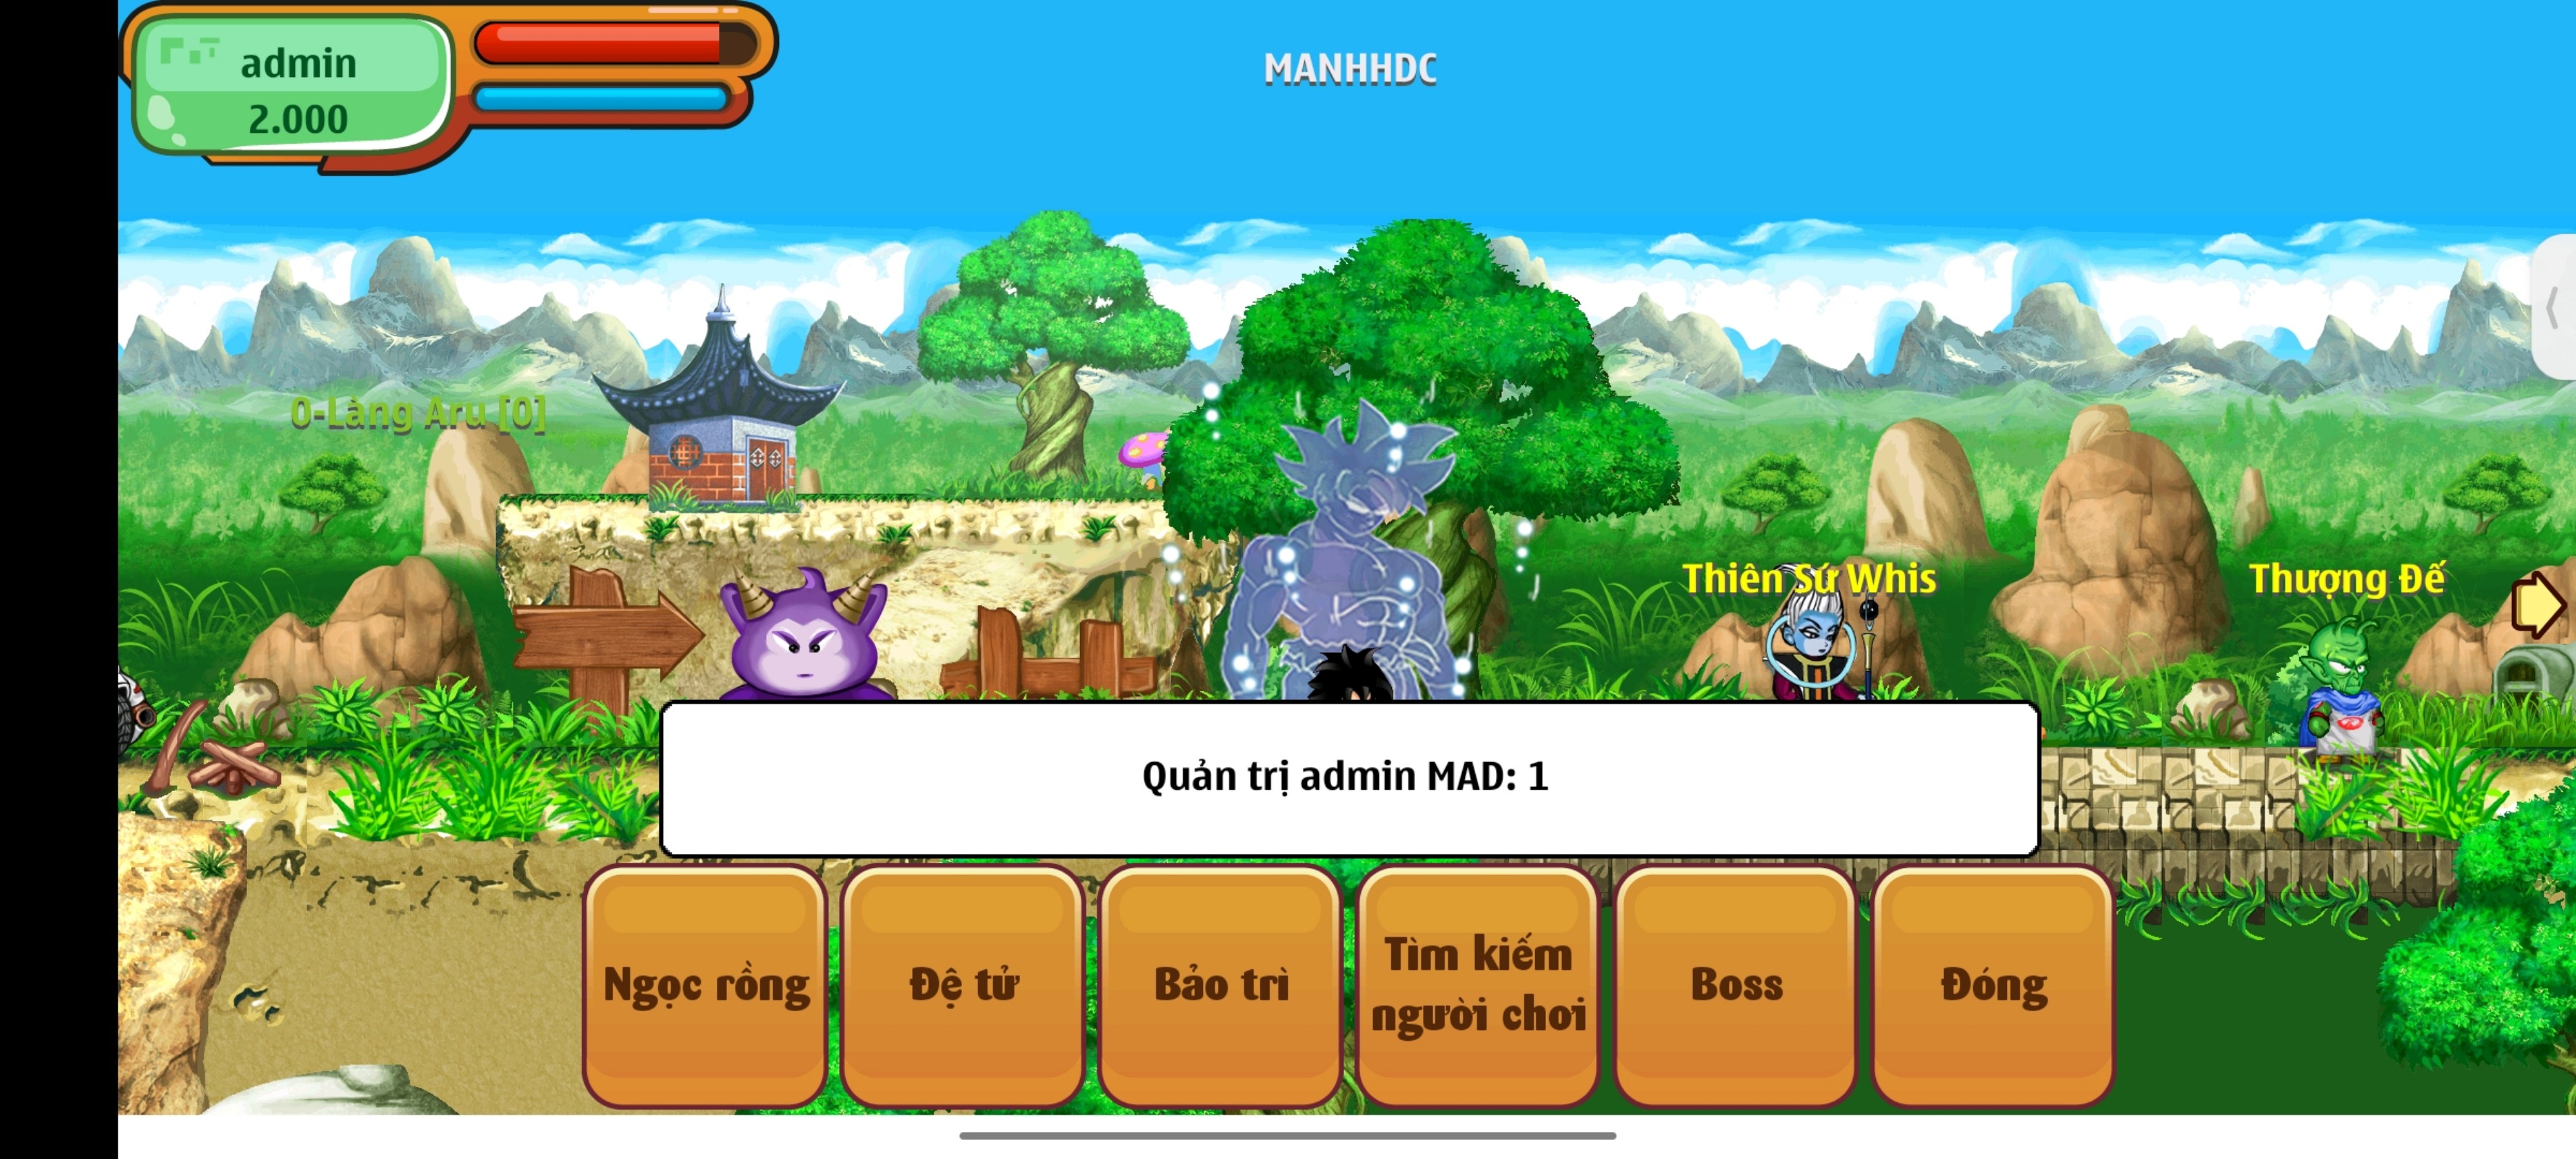 admin
2.000
MANHHDC
0-Làng Aru [0]
Thiên Sứ Whis
Thượng Đế
Quản trị admin MAD: 1
Ngọc rồng
Đệ tử
Bảo trì
Tìm kiếm
người chơi
Boss
Đóng